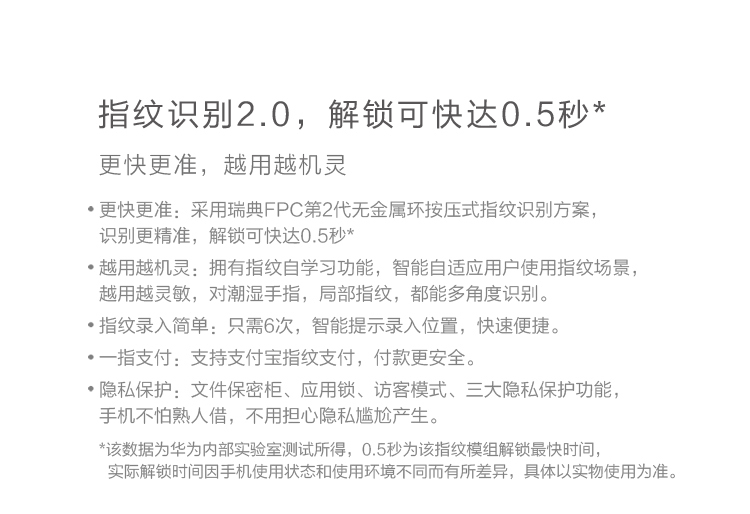 指纹识别2.0，解锁可快达0.5秒*
更快更准，越用越机灵
• 更快更准：采用瑞典FPC第2代无金属环按压式指纹识别方案，
识别更精准，解锁可快达0.5秒*
• 越用越机灵：拥有指纹自学习功能，智能自适应用户使用指纹场景，
越用越灵敏，对潮湿手指，局部指纹，都能多角度识别。
• 指纹录入简单：只需6次，智能提示录入位置，快速便捷。
• 一指支付：支持支付宝指纹支付，付款更安全。
• 隐私保护：文件保密柜、应用锁、访客模式、三大隐私保护功能，
手机不怕熟人借，不用担心隐私尴尬产生。
*该数据为华为内部实验室测试所得，0.5秒为该指纹模组解锁最快时间，
实际解锁时间因手机使用状态和使用环境不同而有所差异，具体以实物使用为准。